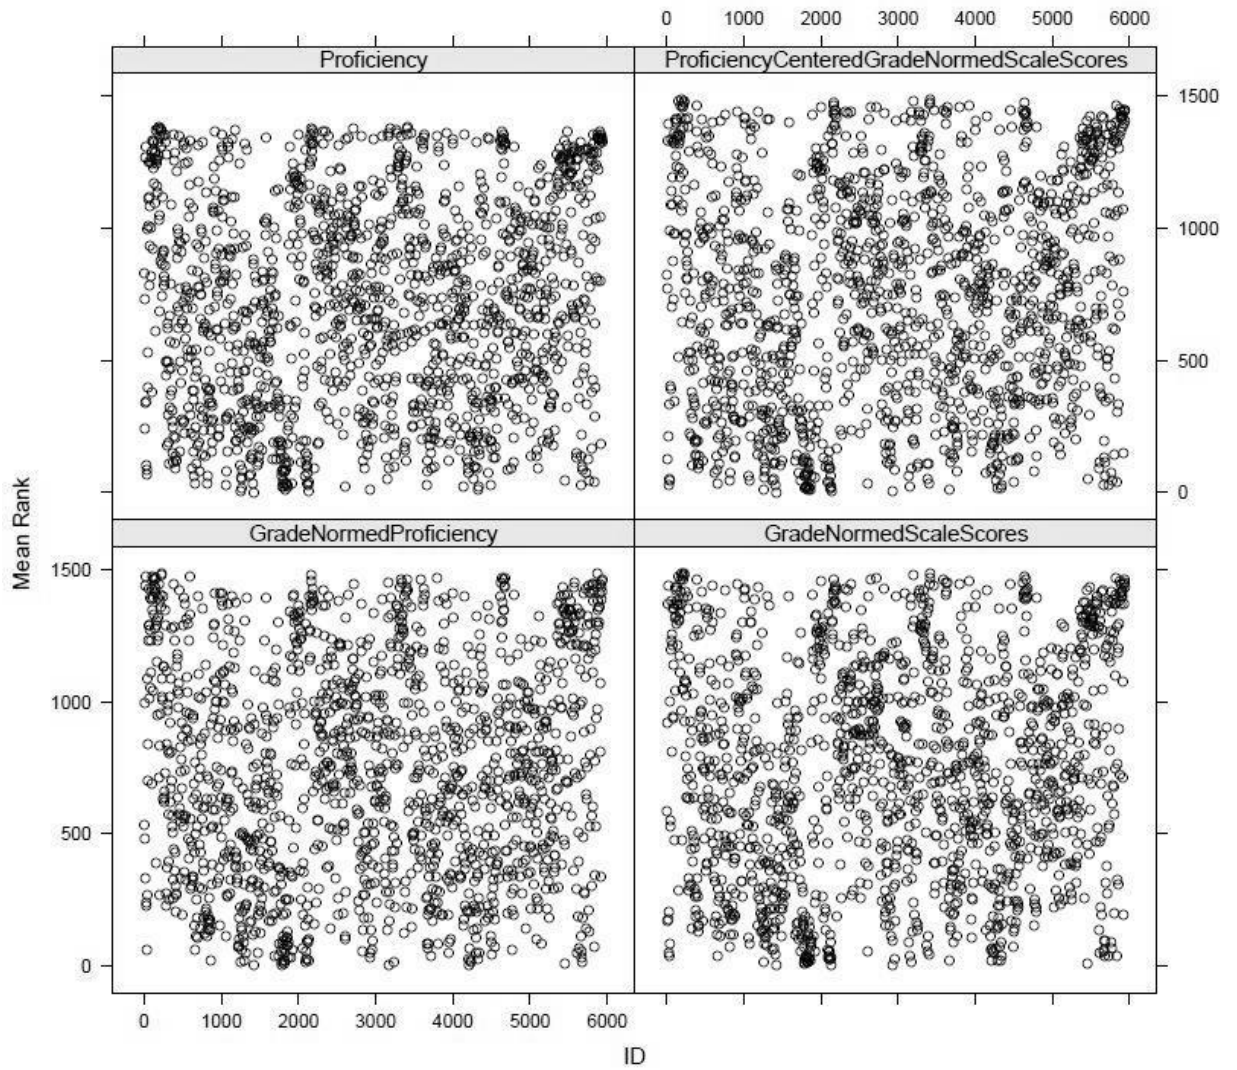 0 1000 2000 3000 4000 5000 6000
Proficiency
ProficiencyCenteredGradeNormedScaleScores
1500
1000
500
0
GradeNormedProficiency
GradeNormedScaleScores
1500
1000
500
0
0 1000 2000 3000 4000 5000 6000
Mean Rank
ID